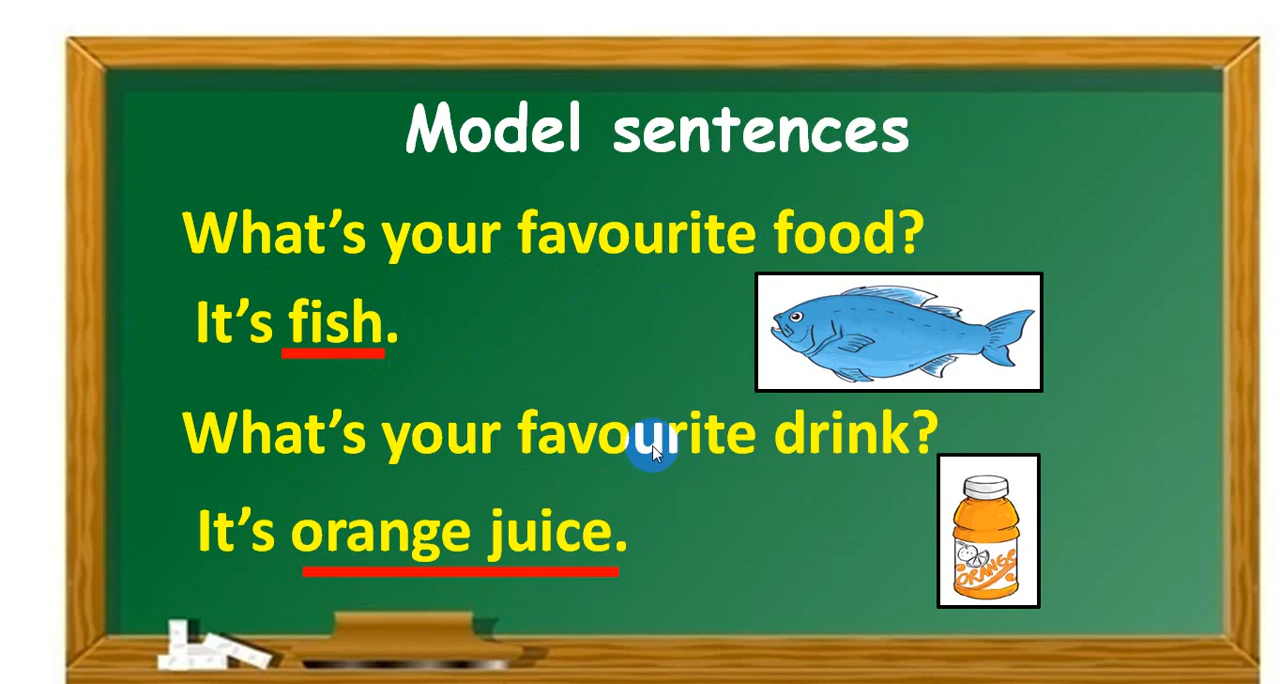 Model sentences
What's your favourite food?
It's fish.
What's your favourite drink?
It's orange juice.
ORANGE